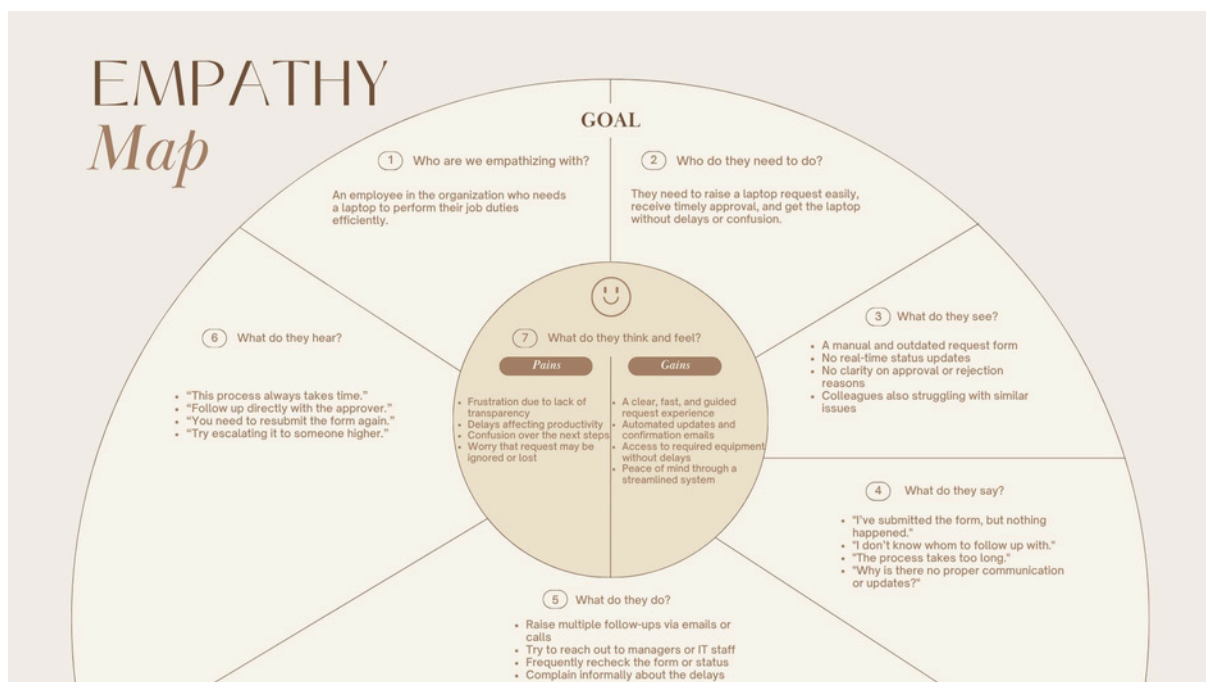 EMPATHY
Map
GOAL
1 Who are we empathizing with?
An employee in the organization who needs
a laptop to perform their job duties
efficiently.
2 Who do they need to do?
They need to raise a laptop request easily,
receive timely approval, and get the laptop
without delays or confusion.
3 What do they see?
• A manual and outdated request form
• No real-time status updates
• No clarity on approval or rejection
reasons
• Colleagues also struggling with similar
issues
4 What do they say?
• "I've submitted the form, but nothing
happened."
• "I don't know whom to follow up with."
• "The process takes too long."
• "Why is there no proper communication
or updates?"
5 What do they do?
• Raise multiple follow-ups via emails or
calls
• Try to reach out to managers or IT staff
• Frequently recheck the form or status
• Complain informally about the delays
6 What do they hear?
• “This process always takes time.”
• “Follow up directly with the approver.”
• “You need to resubmit the form again.”
• “Try escalating it to someone higher.”
7 What do they think and feel?
Pains
• Frustration due to lack of
transparency
• Delays affecting productivity
• Confusion over the next steps
• Worry that request may be
ignored or lost
Gains
• A clear, fast, and guided
request experience
• Automated updates and
confirmation emails
• Access to required equipment
without delays
• Peace of mind through a
streamlined system